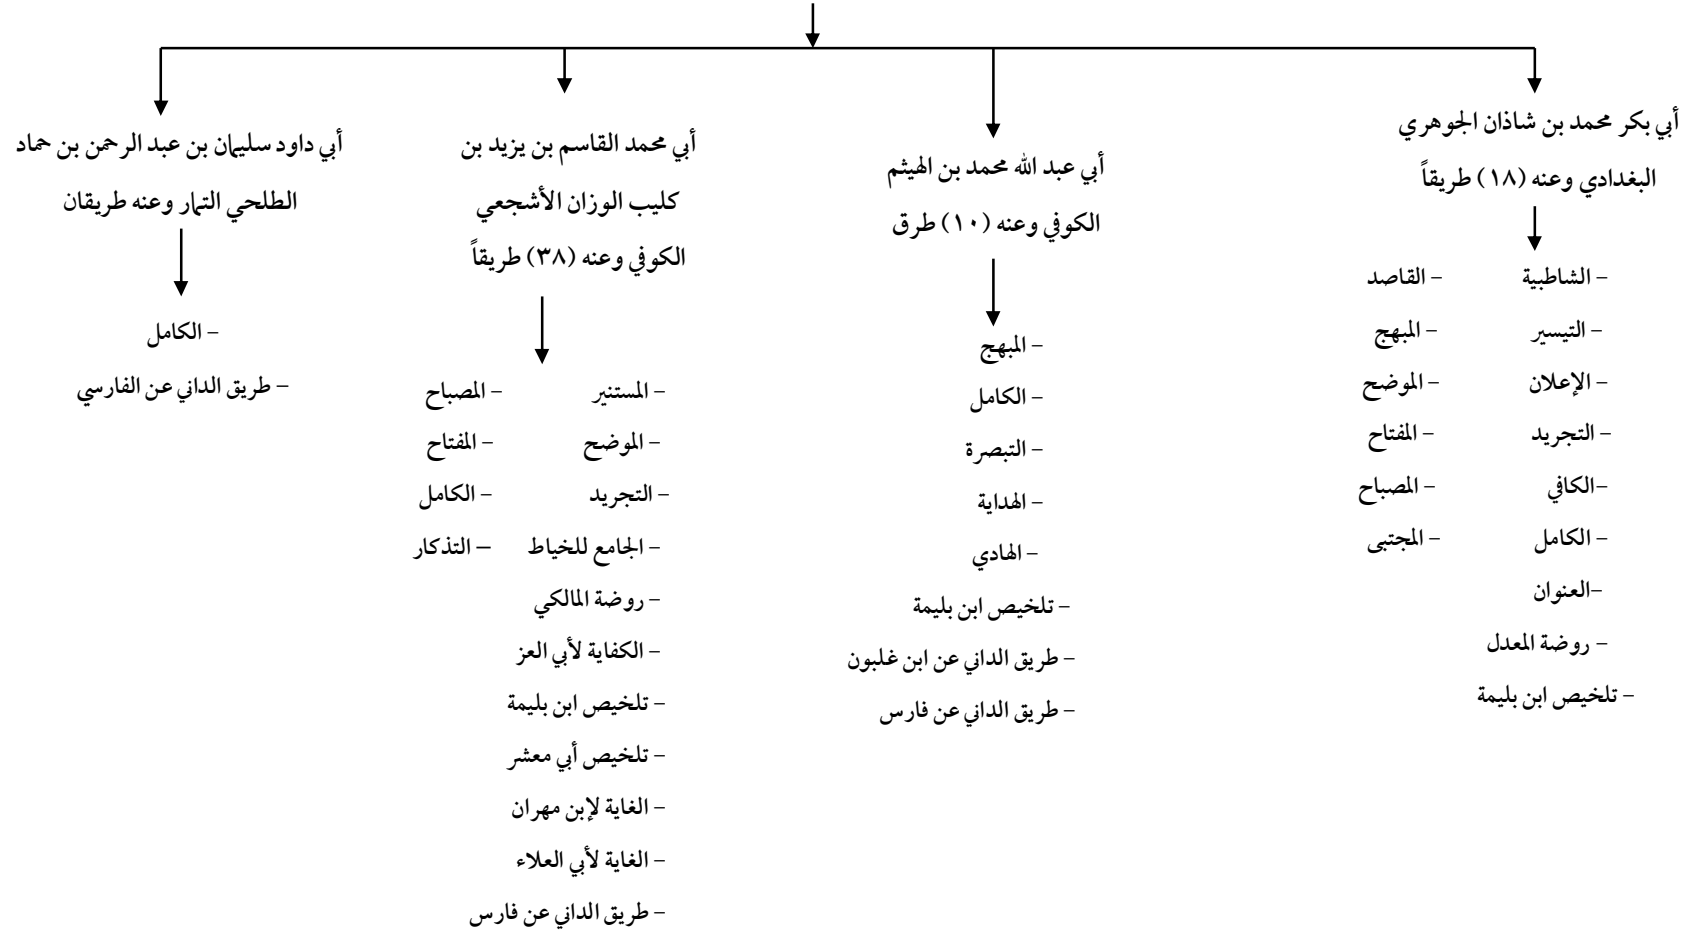 أبي بكر محمد بن شاذان الجوهري
البغدادي وعنه (١٨) طريقاً
– الشاطبية – القاصد
– التيسير – المبهج
– الإعلان – الموضح
– التجريد – المفتاح
–الكافي – المصباح
– الكامل – المجتبى
–العنوان
– روضة المعدل
– تلخيص ابن بليمة
أبي عبد الله محمد بن الهيثم
الكوفي وعنه (١٠) طرق
– المبهج
– الكامل
– التبصرة
– الهداية
– الهادي
– تلخيص ابن بليمة
– طريق الداني عن ابن غلبون
– طريق الداني عن فارس
أبي محمد القاسم بن يزيد بن
كليب الوزان الأشجعي
الكوفي وعنه (٣٨) طريقاً
– المستنير – المصباح
– الموضح – المفتاح
– التجريد – الكامل
– الجامع للخياط – التذكار
– روضة المالكي
– الكفاية لأبي العز
– تلخيص ابن بليمة
– تلخيص أبي معشر
– الغاية لإبن مهران
– الغاية لأبي العلاء
– طريق الداني عن فارس
أبي داود سليمان بن عبد الرحمن بن حماد
الطلحي التمار وعنه طريقان
– الكامل
– طريق الداني عن الفارسي